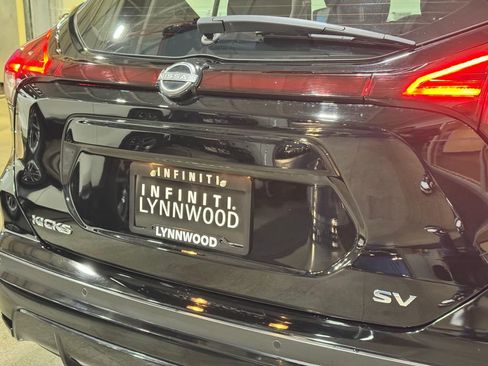 NISSAN
INFINITI
INFINITI.
LYNNWOOD
LYNNWOOD
KICKS
SV